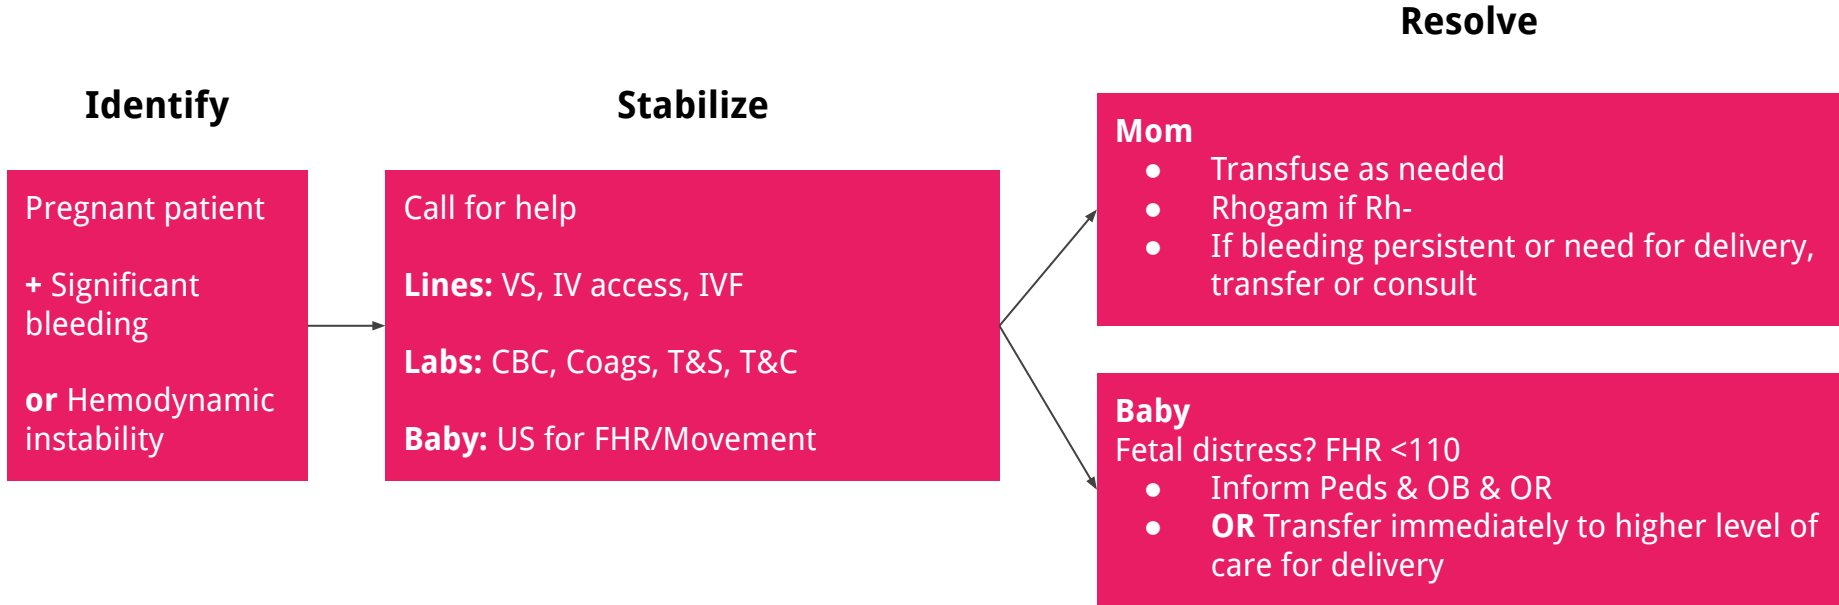 Identify
Pregnant patient
+ Significant
bleeding
or Hemodynamic
instability
Stabilize
Call for help
Lines: VS, IV access, IVF
Labs: CBC, Coags, T&S, T&C
Baby: US for FHR/Movement
Resolve
Mom
● Transfuse as needed
● Rhogam if Rh-
● If bleeding persistent or need for delivery,
transfer or consult
Baby
Fetal distress? FHR <110
● Inform Peds & OB & OR
● OR Transfer immediately to higher level of
care for delivery